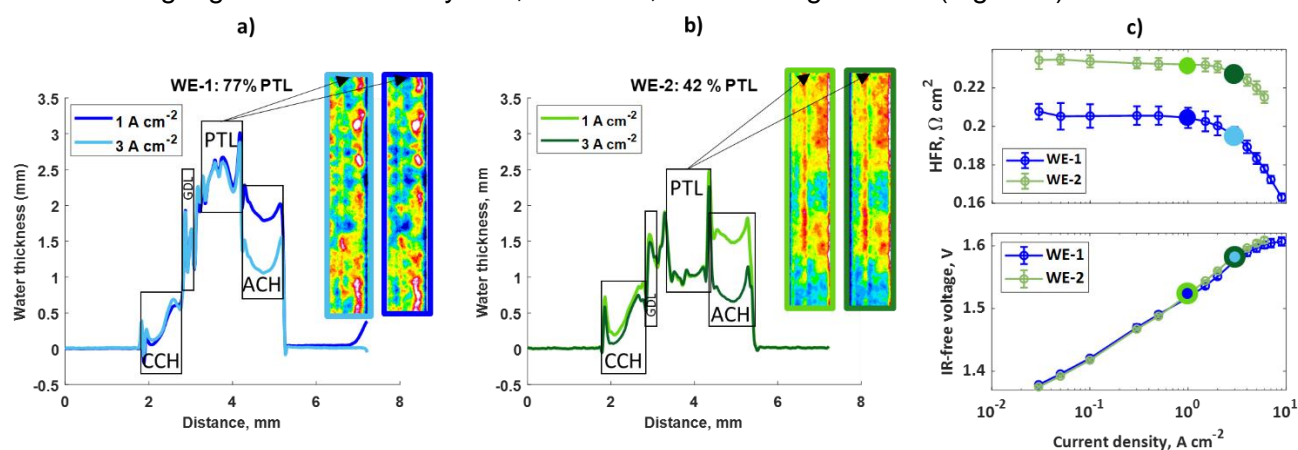 a)
WE-1: 77% PTL
1 A cm⁻²
3 A cm⁻²
PTL
GDL
ACH
CCH
3.5
3
2.5
2
1.5
1
0.5
0
-0.5
Water thickness (mm)
0 2 4 6 8
Distance, mm
b)
WE-2: 42 % PTL
1 A cm⁻²
3 A cm⁻²
PTL
GDL
ACH
CCH
3.5
3
2.5
2
1.5
1
0.5
0
-0.5
Water thickness, mm
0 2 4 6 8
Distance, mm
c)
HFR, Ω cm²
0.22
0.2
0.18
0.16
WE-1
WE-2
IR-free voltage, V
1.6
1.5
1.4
WE-1
WE-2
10⁻² 10⁻¹ 10⁰ 10¹
Current density, A cm⁻²